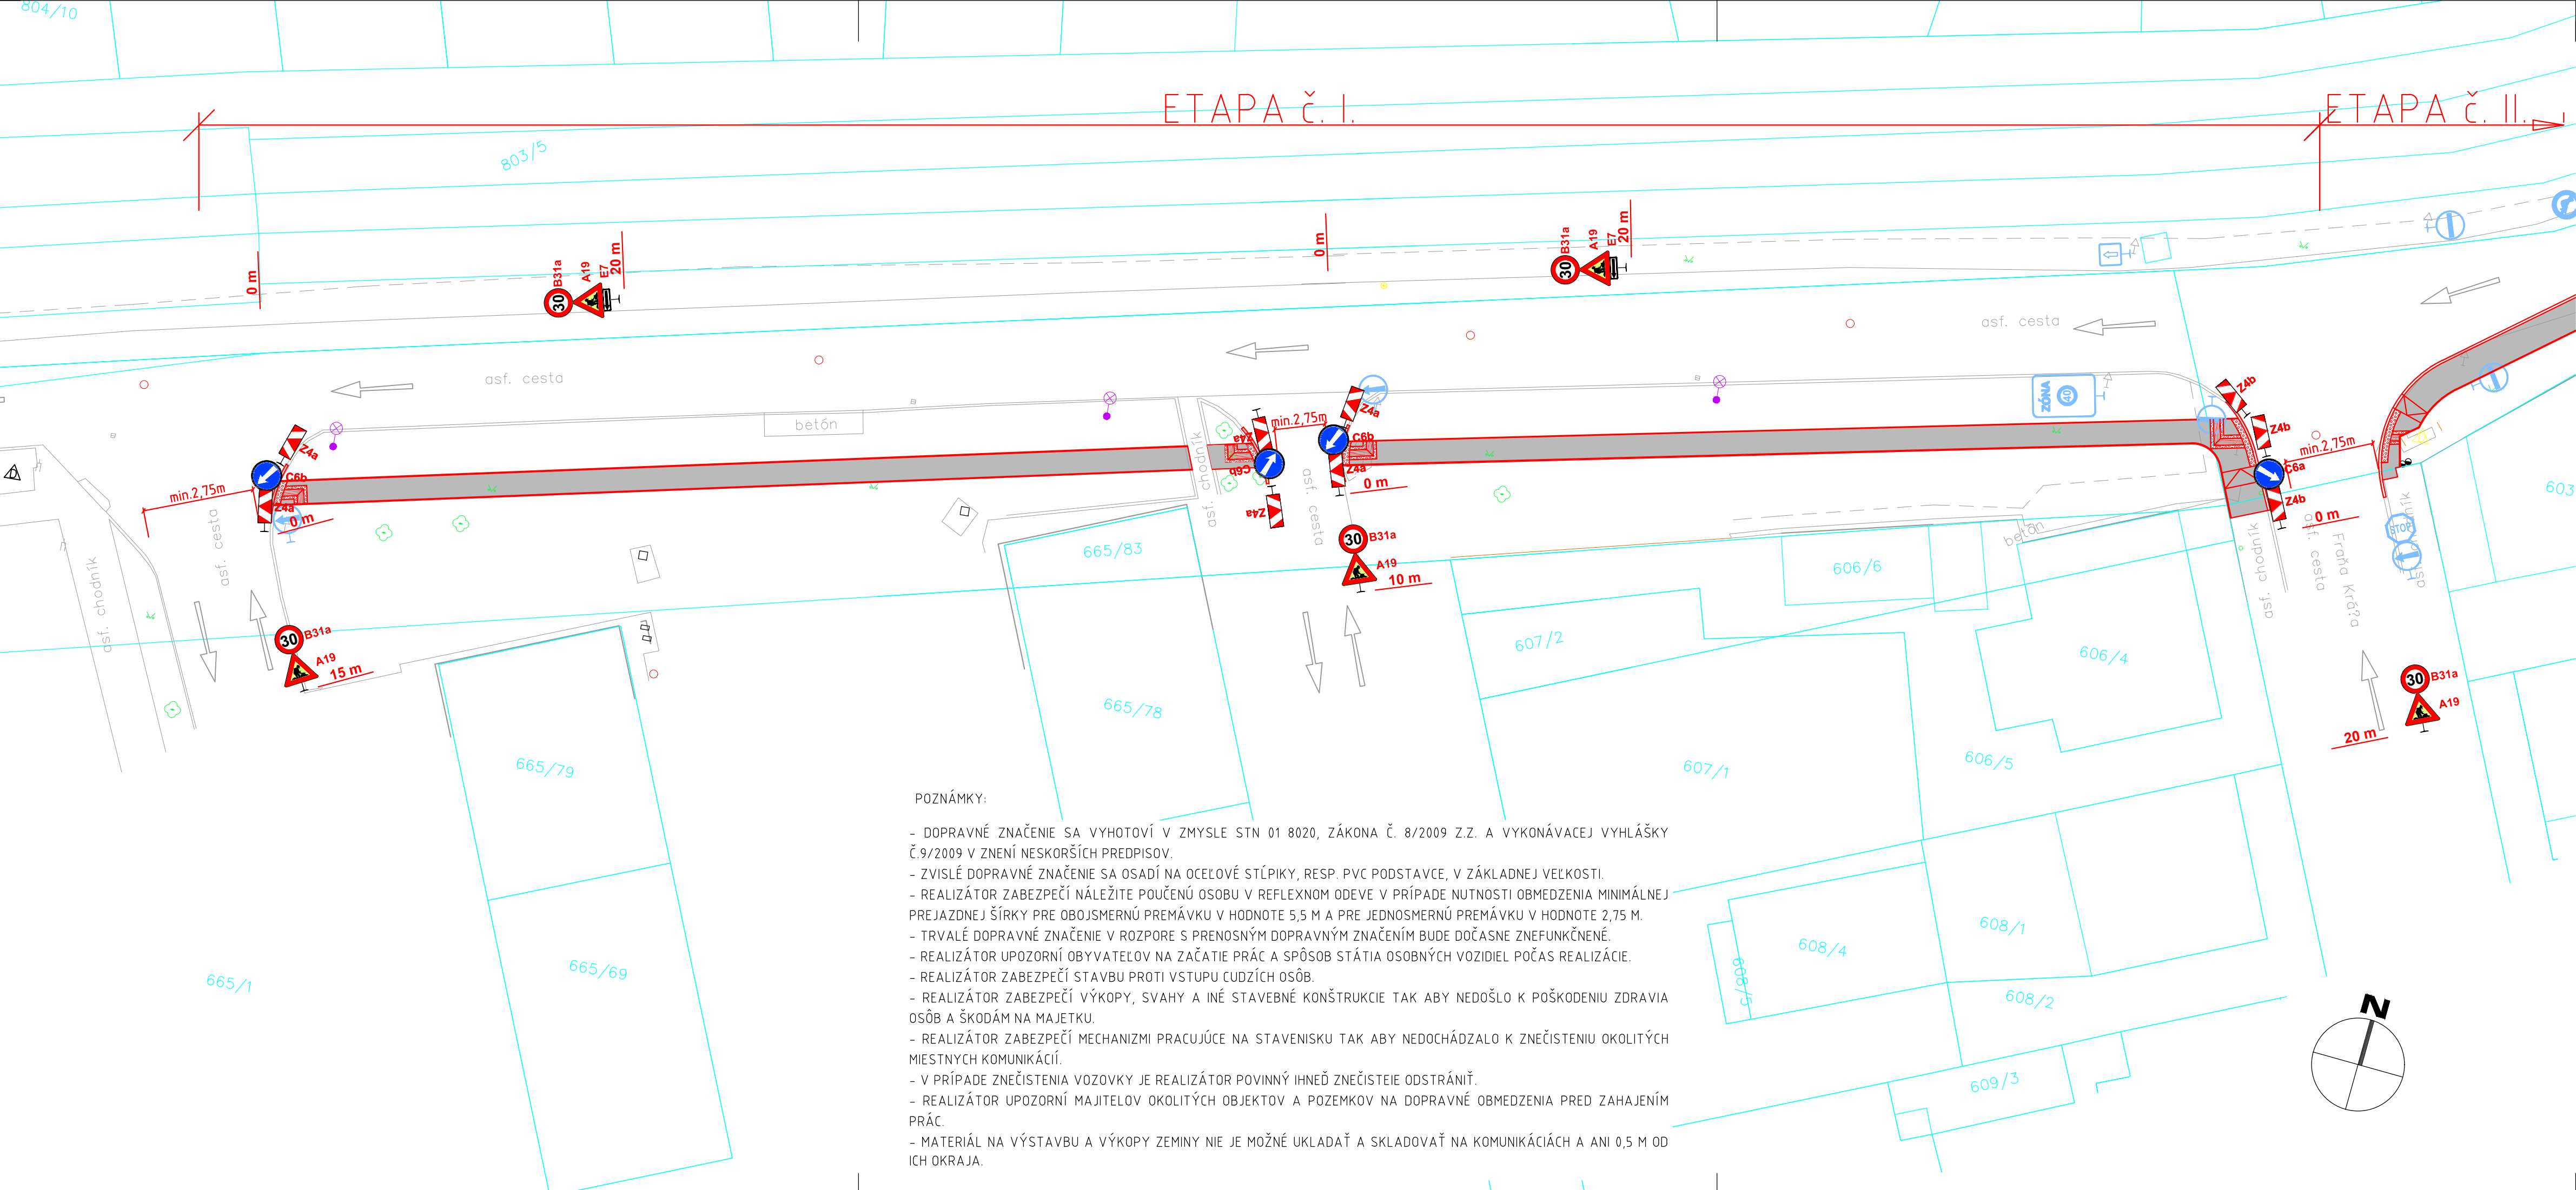 804/10
ETAPA č. I.
ETAPA č. II.
803/5
0 m
B31a
A19
E7
20 m
30
0 m
B31a
A19
E7
20 m
30
asf. cesta
asf. cesta
betón
ZÓNA
40
min.2,75m
Z4a
C6b
Z4a
0 m
asf. chodník
asf. cesta
asf. chodník
Z4a
C6b
Z4a
min.2,75m
Z4a
C6b
Z4a
0 m
asf. cesta
30
B31a
A19
10 m
Z4b
Z4b
C6a
Z4b
min.2,75m
0 m
betón
asf. chodník
asf. cesta
Fraňa Krá?a
STOP
603
30
B31a
A19
15 m
30
B31a
A19
20 m
665/83
665/78
665/79
665/69
665/1
606/6
607/2
606/4
607/1
606/5
608/4
608/5
608/1
608/2
609/3
N
POZNÁMKY:
- DOPRAVNÉ ZNAČENIE SA VYHOTOVÍ V ZMYSLE STN 01 8020, ZÁKONA Č. 8/2009 Z.Z. A VYKONÁVACEJ VYHLÁŠKY
Č.9/2009 V ZNENÍ NESKORŠÍCH PREDPISOV.
- ZVISLÉ DOPRAVNÉ ZNAČENIE SA OSADÍ NA OCEĽOVÉ STĹPIKY, RESP. PVC PODSTAVCE, V ZÁKLADNEJ VEĽKOSTI.
- REALIZÁTOR ZABEZPEČÍ NÁLEŽITE POUČENÚ OSOBU V REFLEXNOM ODEVE V PRÍPADE NUTNOSTI OBMEDZENIA MINIMÁLNEJ
PREJAZDNEJ ŠÍRKY PRE OBOJSMERNÚ PREMÁVKU V HODNOTE 5,5 M A PRE JEDNOSMERNÚ PREMÁVKU V HODNOTE 2,75 M.
- TRVALÉ DOPRAVNÉ ZNAČENIE V ROZPORE S PRENOSNÝM DOPRAVNÝM ZNAČENÍM BUDE DOČASNE ZNEFUNKČNENÉ.
- REALIZÁTOR UPOZORNÍ OBYVATEĽOV NA ZAČATIE PRÁC A SPÔSOB STÁTIA OSOBNÝCH VOZIDIEL POČAS REALIZÁCIE.
- REALIZÁTOR ZABEZPEČÍ STAVBU PROTI VSTUPU CUDZÍCH OSÔB.
- REALIZÁTOR ZABEZPEČÍ VÝKOPY, SVAHY A INÉ STAVEBNÉ KONŠTRUKCIE TAK ABY NEDOŠLO K POŠKODENIU ZDRAVIA
OSÔB A ŠKODÁM NA MAJETKU.
- REALIZÁTOR ZABEZPEČÍ MECHANIZMI PRACUJÚCE NA STAVENISKU TAK ABY NEDOCHÁDZALO K ZNEČISTENIU OKOLITÝCH
MIESTNYCH KOMUNIKÁCIÍ.
- V PRÍPADE ZNEČISTENIA VOZOVKY JE REALIZÁTOR POVINNÝ IHNEĎ ZNEČISTEIE ODSTRÁNIŤ.
- REALIZÁTOR UPOZORNÍ MAJITEĽOV OKOLITÝCH OBJEKTOV A POZEMKOV NA DOPRAVNÉ OBMEDZENIA PRED ZAHAJENÍM
PRÁC.
- MATERIÁL NA VÝSTAVBU A VÝKOPY ZEMINY NIE JE MOŽNÉ UKLADAŤ A SKLADOVAŤ NA KOMUNIKÁCIÁCH A ANI 0,5 M OD
ICH OKRAJA.